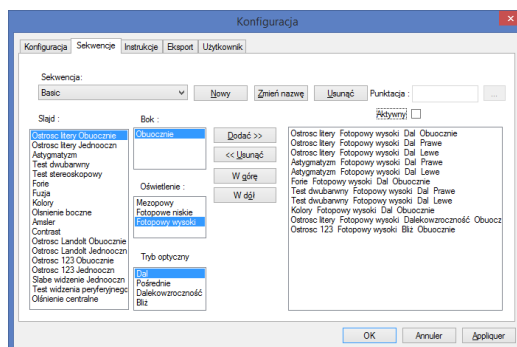 Konfiguracja
Konfiguracja Sekwencje Instrukcje Eksport Użytkownik
Sekwencja:
Basic Nowy Zmień nazwę Usunąć Punktacja : ...
Aktywny
Slajd :
Ostrosc litery Obuocznie
Ostrosc litery Jednooczn
Astygmatyzm
Test dwubarwny
Test stereoskopowy
Forie
Fuzja
Kolory
Olsnienie boczne
Amsler
Contrast
Ostrosc Landolt Obuocznie
Ostrosc Landolt Jednooczn
Ostrosc 123 Obuocznie
Ostrosc 123 Jednooczn
Slabe widzenie Jednooczn
Test widzenia peryferyjnego
Olśnienie centralne
Bok :
Obuocznie
Oświetlenie :
Mezopowy
Fotopowe niskie
Fotopowy wysoki
Tryb optyczny
Dal
Pośrednie
Dalekowzroczność
Bliż
Dodać >>
<< Usunąć
W górę
W dół
Ostrosc litery Fotopowy wysoki Dal Obuocznie
Ostrosc litery Fotopowy wysoki Dal Prawe
Ostrosc litery Fotopowy wysoki Dal Lewe
Astygmatyzm Fotopowy wysoki Dal Prawe
Astygmatyzm Fotopowy wysoki Dal Lewe
Forie Fotopowy wysoki Dal Obuocznie
Test dwubarwny Fotopowy wysoki Dal Prawe
Test dwubarwny Fotopowy wysoki Dal Lewe
Kolory Fotopowy wysoki Dal Obuocznie
Ostrosc litery Fotopowy wysoki Dalekowzroczność Obuocz
Ostrosc 123 Fotopowy wysoki Bliż Obuocznie
OK Annuler Appliquer